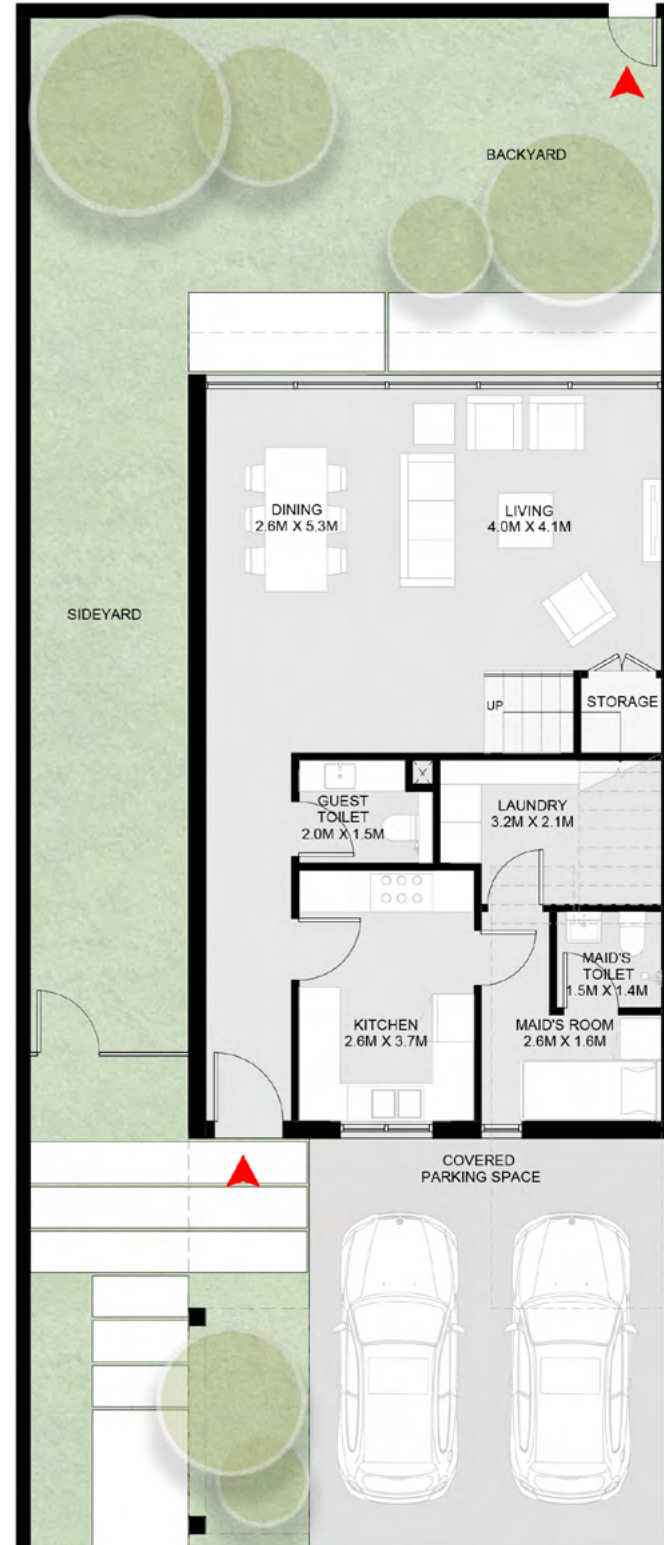 BACKYARD
DINING
2.6M X 5.3M
LIVING
4.0M X 4.1M
SIDEYARD
UP
STORAGE
GUEST
TOILET
2.0M X 1.5M
LAUNDRY
3.2M X 2.1M
MAID'S
TOILET
1.5M X 1.4M
KITCHEN
2.6M X 3.7M
MAID'S ROOM
2.6M X 1.6M
COVERED
PARKING SPACE